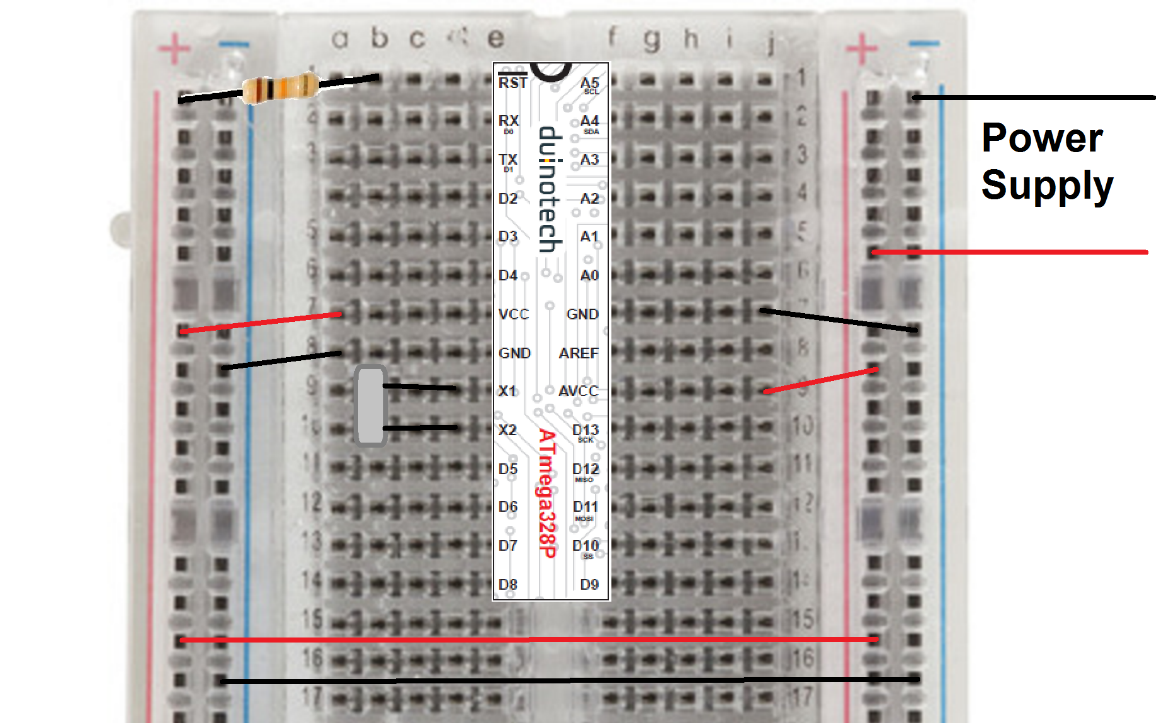 a b c d e f g h i j
+ − + −
1 RST A5 1
SCL
2 RX A4 2
D0 SDA
3 TX A3 3
D1
4 D2 A2 4
5 D3 A1 5
6 D4 A0 6
7 VCC GND 7
8 GND AREF 8
9 X1 AVCC 9
10 X2 D13 10
SCK
11 D5 D12 11
MISO
12 D6 D11 12
MOSI
13 D7 D10
SS
14 D8 D9 14
15 15
16 16
17 17
duinotech
ATmega328P
Power
Supply